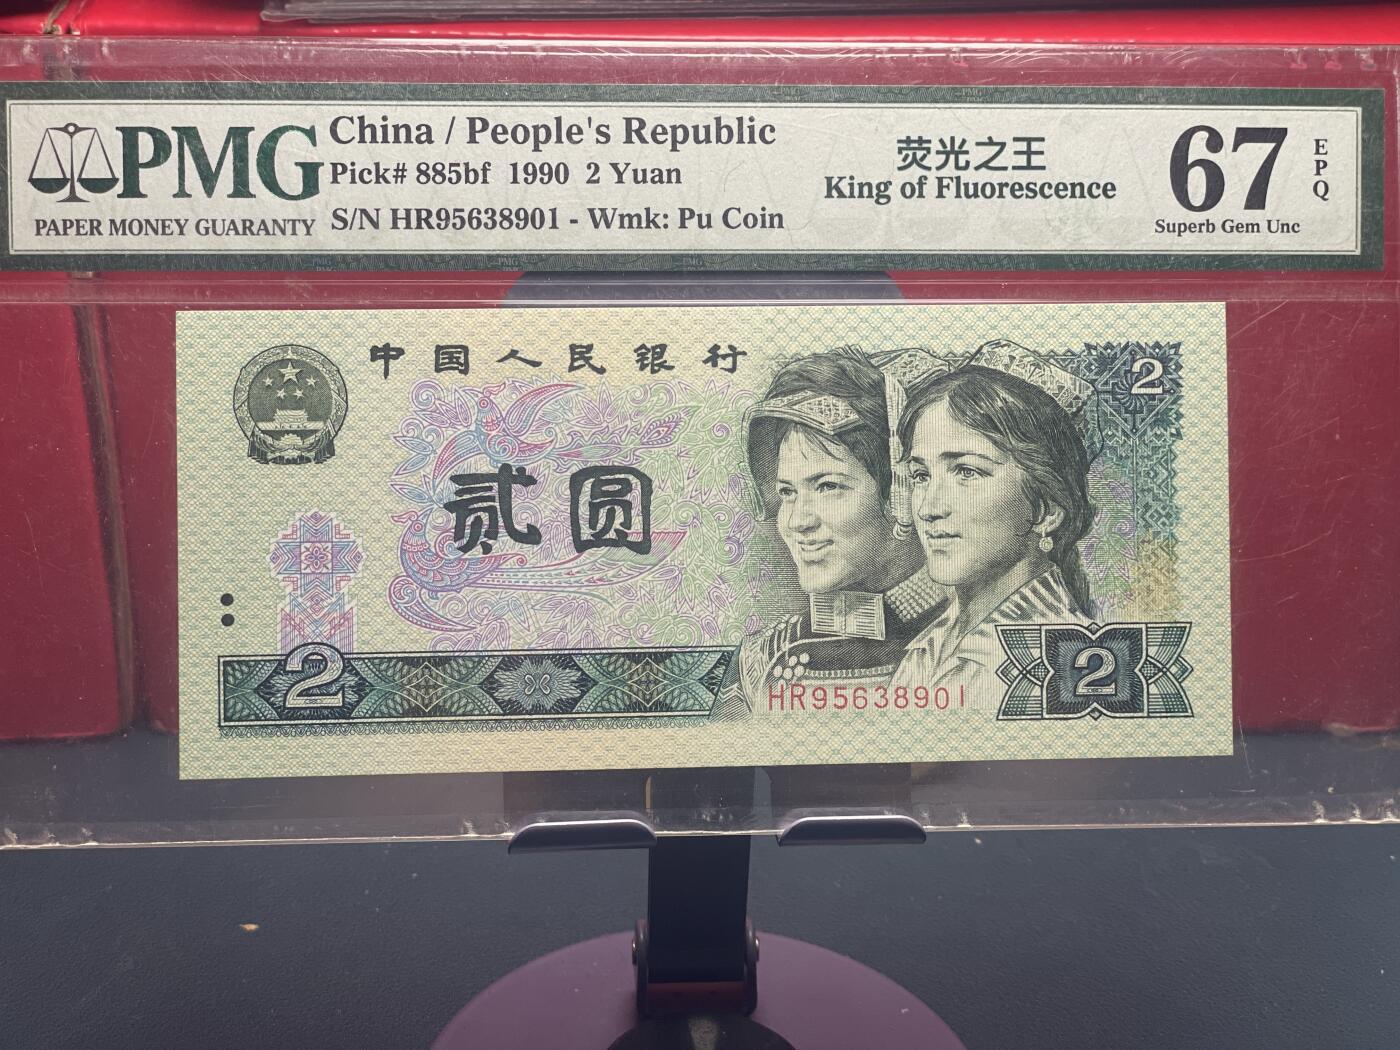 PMG
PAPER MONEY GUARANTY
China / People's Republic
Pick# 885bf 1990 2 Yuan
S/N HR95638901 - Wmk: Pu Coin
荧光之王
King of Fluorescence
67
Superb Gem Unc
EPQ
中国人民银行
2
贰圆
2
HR95638901
2